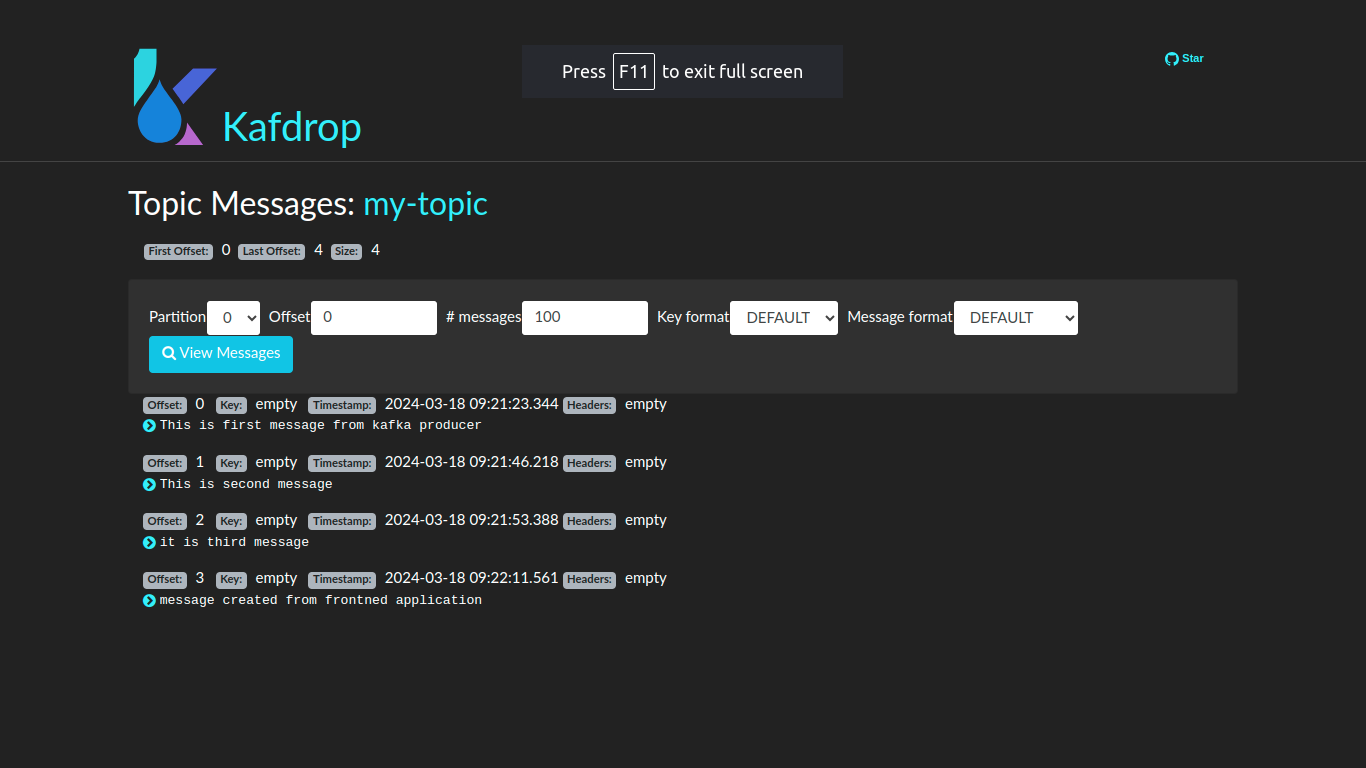 Press F11 to exit full screen
Star
Kafdrop
Topic Messages: my-topic
First Offset: 0 Last Offset: 4 Size: 4
Partition 0 Offset 0 # messages 100 Key format DEFAULT Message format DEFAULT
View Messages
Offset: 0 Key: empty Timestamp: 2024-03-18 09:21:23.344 Headers: empty
This is first message from kafka producer
Offset: 1 Key: empty Timestamp: 2024-03-18 09:21:46.218 Headers: empty
This is second message
Offset: 2 Key: empty Timestamp: 2024-03-18 09:21:53.388 Headers: empty
it is third message
Offset: 3 Key: empty Timestamp: 2024-03-18 09:22:11.561 Headers: empty
message created from frontned application